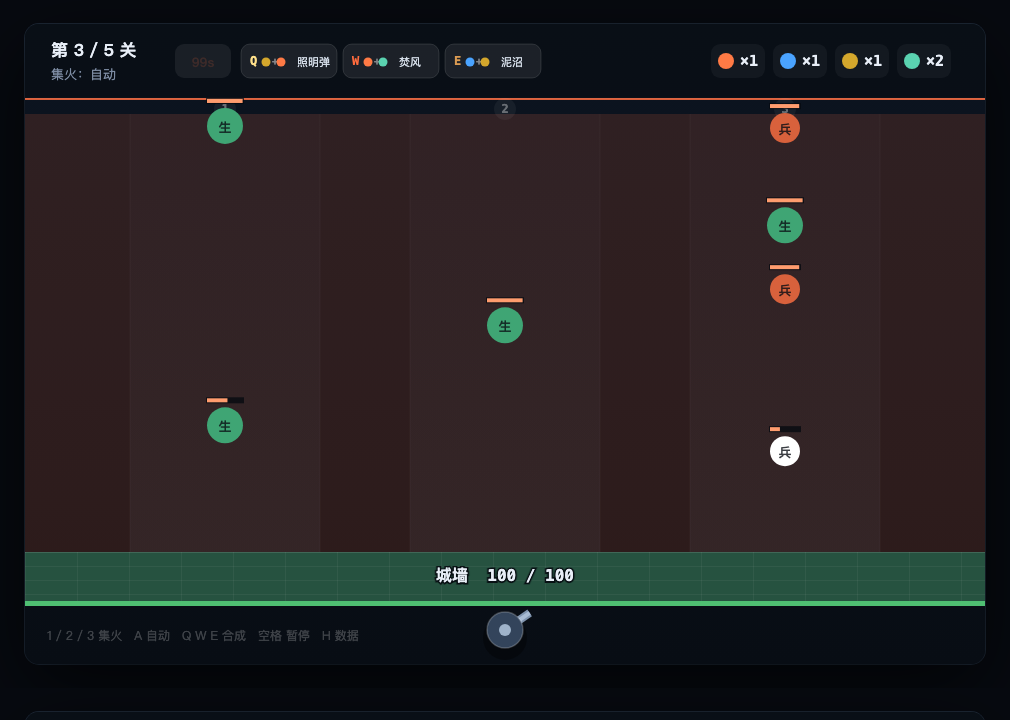 第 3 / 5 关
集火: 自动
99s
Q + 照明弹
W + 焚风
E + 泥沼
×1
×1
×1
×2
2
生
兵
生
兵
生
生
兵
城墙 100 / 100
1 / 2 / 3 集火 A 自动 Q W E 合成 空格 暂停 H 数据